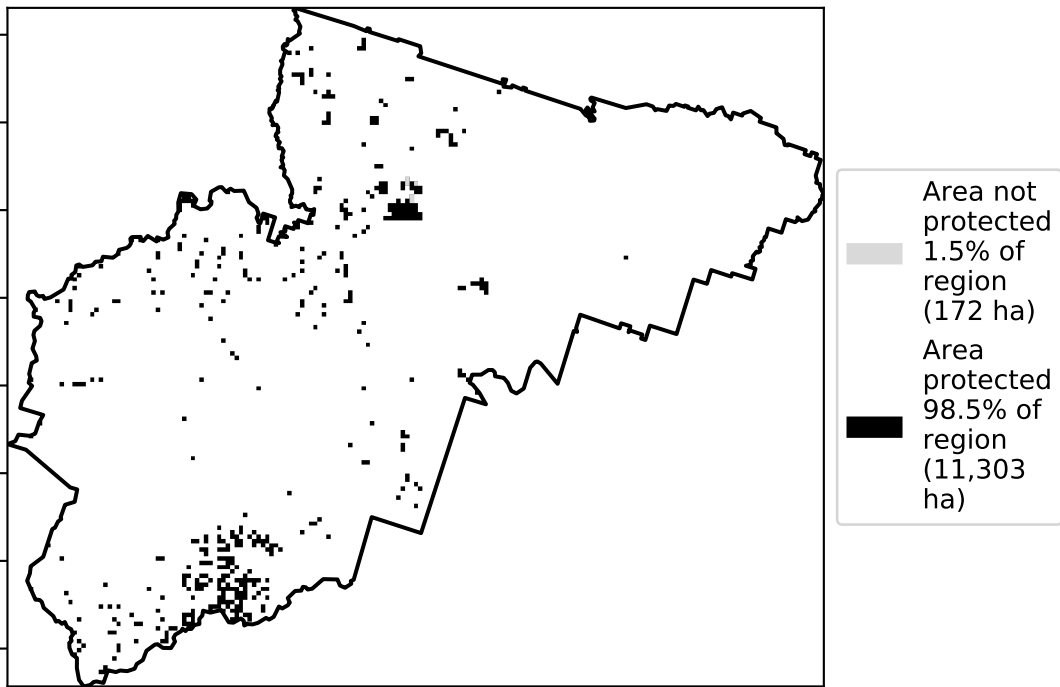 Area not
protected
1.5% of
region
(172 ha)
Area
protected
98.5% of
region
(11,303
ha)